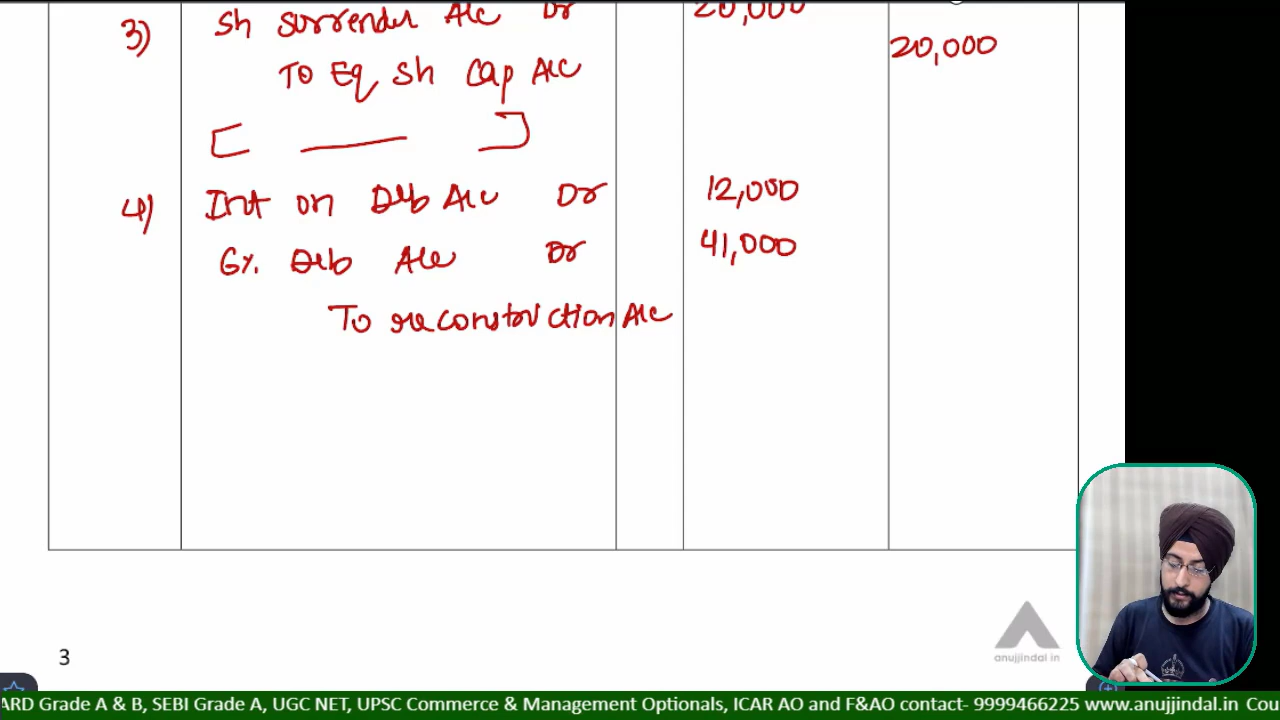 3) Sh surrender A/c Dr 20,000
To Eq Sh Cap A/c 20,000
4) Int on Deb A/c Dr 12,000
6% Deb A/c Dr 41,000
To reconstruction A/c
3
anujjindal.in
ARD Grade A & B, SEBI Grade A, UGC NET, UPSC Commerce & Management Optionals, ICAR AO and F&AO contact- 9999466225 www.anujjindal.in Cou